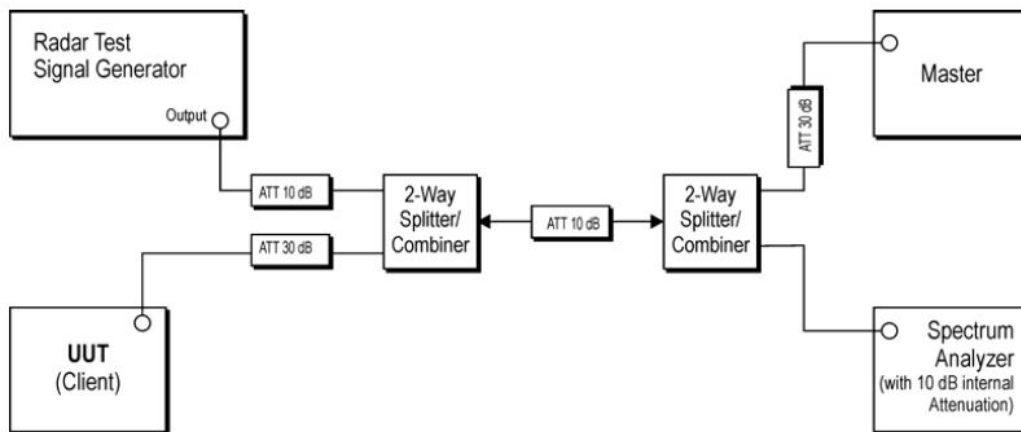 Radar Test
Signal Generator
Output
Master
ATT 30 dB
ATT 10 dB
2-Way
Splitter/
Combiner
ATT 10 dB
2-Way
Splitter/
Combiner
ATT 30 dB
UUT
(Client)
Spectrum
Analyzer
(with 10 dB internal
Attenuation)